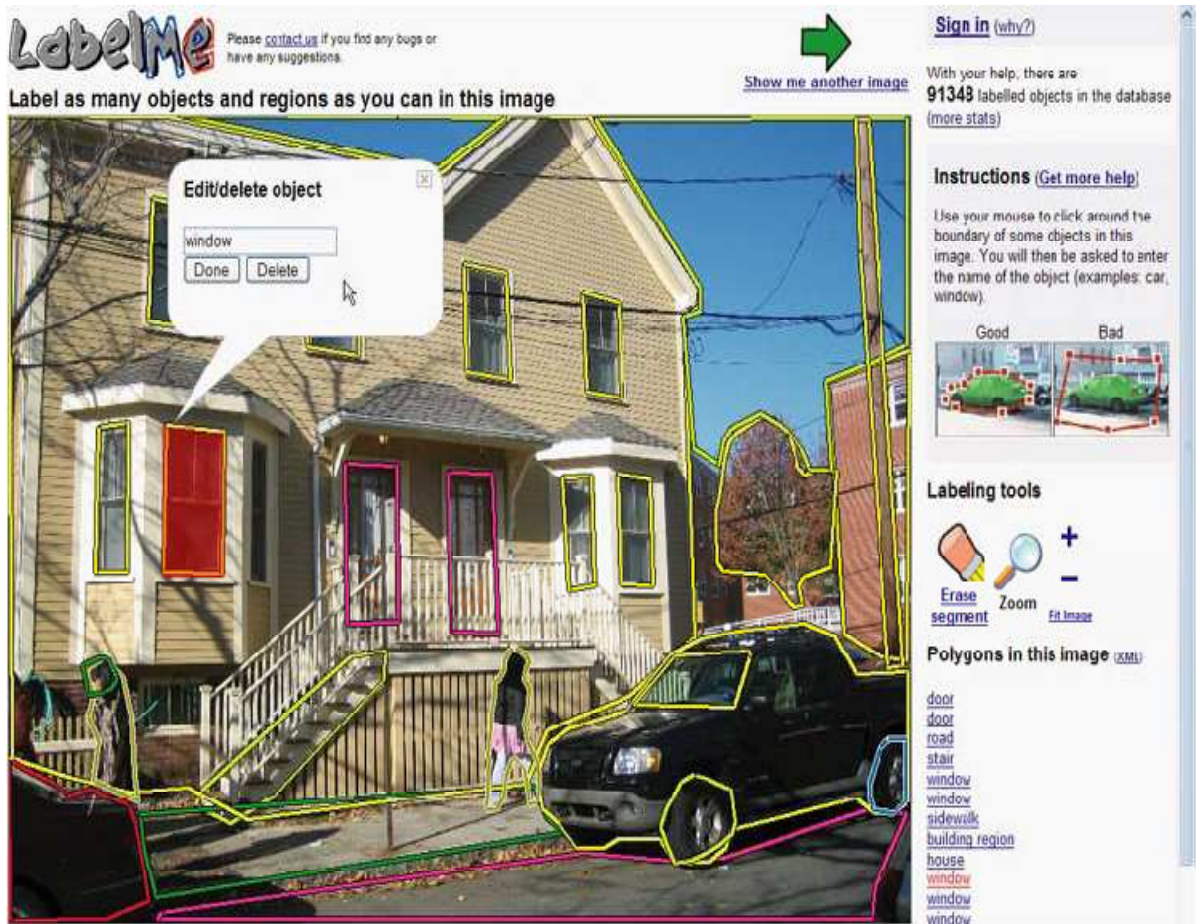 LabelMe
Please contact us if you find any bugs or
have any suggestions.
Show me another image
Label as many objects and regions as you can in this image
Edit/delete object
window
Done Delete
Sign in (why?)
With your help, there are
91348 labelled objects in the database
(more stats)
Instructions (Get more help)
Use your mouse to click around the
boundary of some objects in this
image. You will then be asked to enter
the name of the object (examples: car,
window).
Good Bad
Labeling tools
Erase
segment
Zoom
+
−
Fit Image
Polygons in this image (XML)
door
door
road
stair
window
window
sidewalk
building region
house
window
window
window